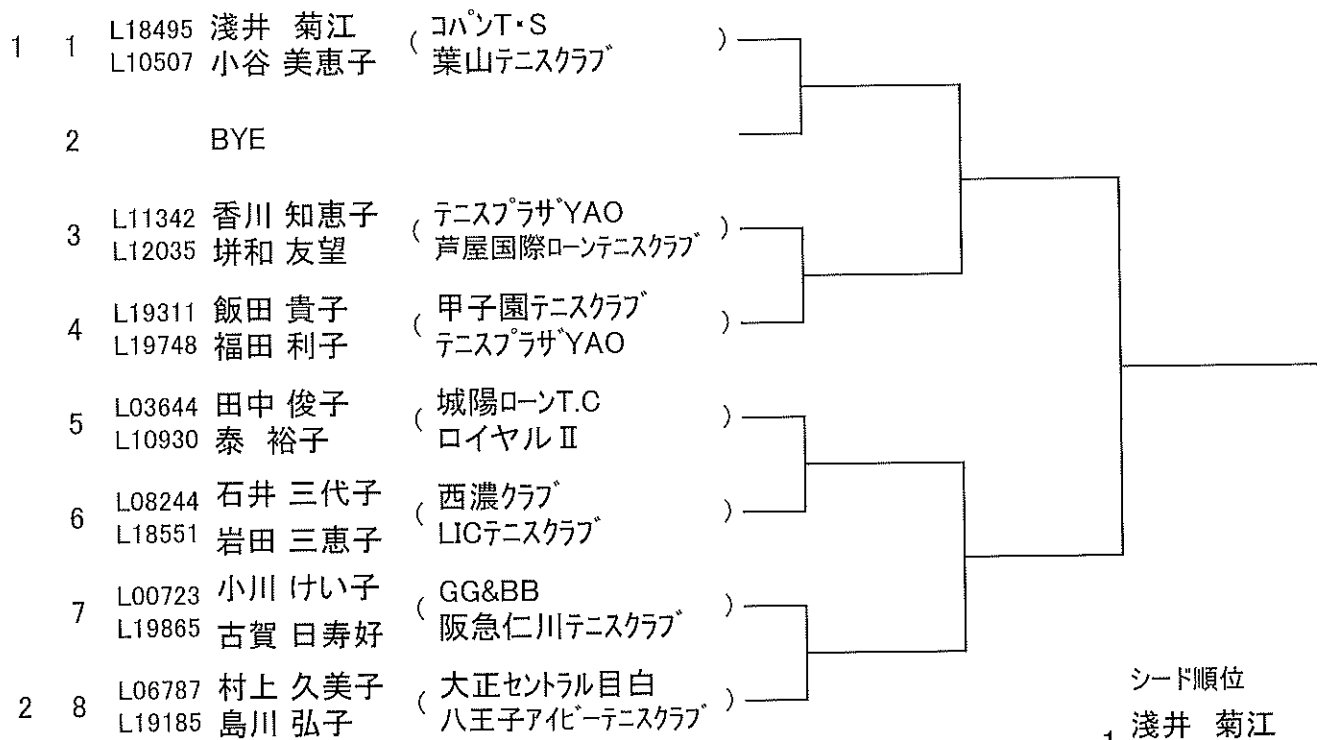 1 1 L18495 淺井 菊江 ( コパンT・S )
L10507 小谷 美恵子 葉山テニスクラブ
2 BYE
3 L11342 香川 知恵子 ( テニスプラザYAO )
L12035 垪和 友望 芦屋国際ローンテニスクラブ
4 L19311 飯田 貴子 ( 甲子園テニスクラブ )
L19748 福田 利子 テニスプラザYAO
5 L03644 田中 俊子 ( 城陽ローンT.C )
L10930 泰 裕子 ロイヤルⅡ
6 L08244 石井 三代子 ( 西濃クラブ )
L18551 岩田 三恵子 LICテニスクラブ
7 L00723 小川 けい子 ( GG&BB )
L19865 古賀 日寿好 阪急仁川テニスクラブ
2 8 L06787 村上 久美子 ( 大正セントラル目白 )
L19185 島川 弘子 八王子アイビーテニスクラブ
シード順位
1 淺井 菊江